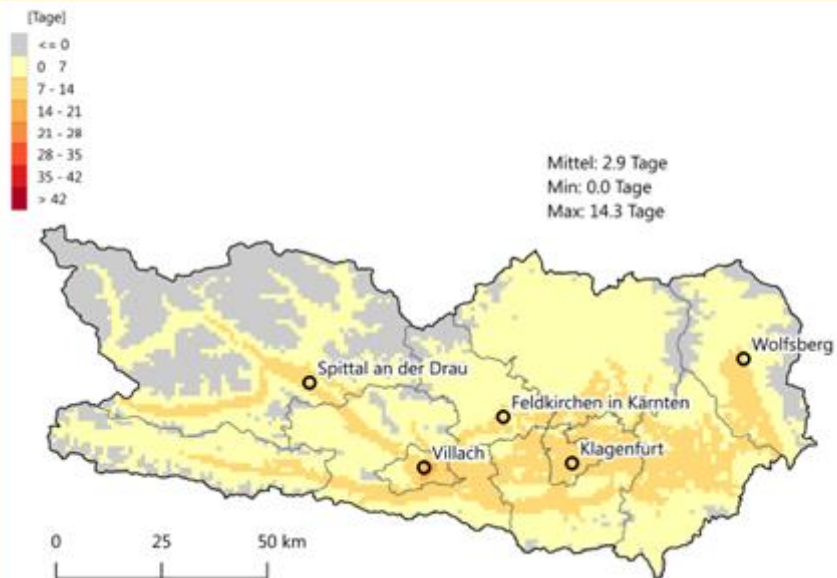 [Tage]
<= 0
0 7
7 - 14
14 - 21
21 - 28
28 - 35
35 - 42
> 42
Mittel: 2.9 Tage
Min: 0.0 Tage
Max: 14.3 Tage
Wolfsberg
Spittal an der Drau
Feldkirchen in Kärnten
Villach
Klagenfurt
0 25 50 km